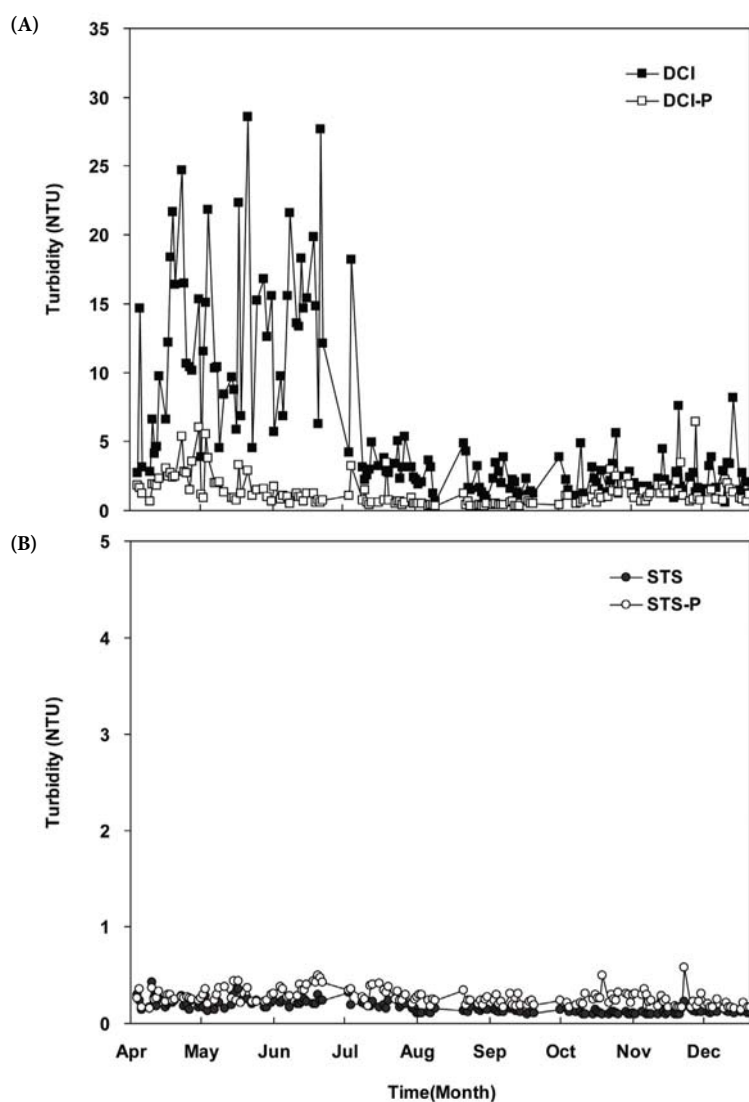 (A)
35
30
25
20
15
10
5
0
Turbidity (NTU)
DCI
DCI-P
(B)
5
4
3
2
1
0
Turbidity (NTU)
STS
STS-P
Apr May Jun Jul Aug Sep Oct Nov Dec
Time(Month)